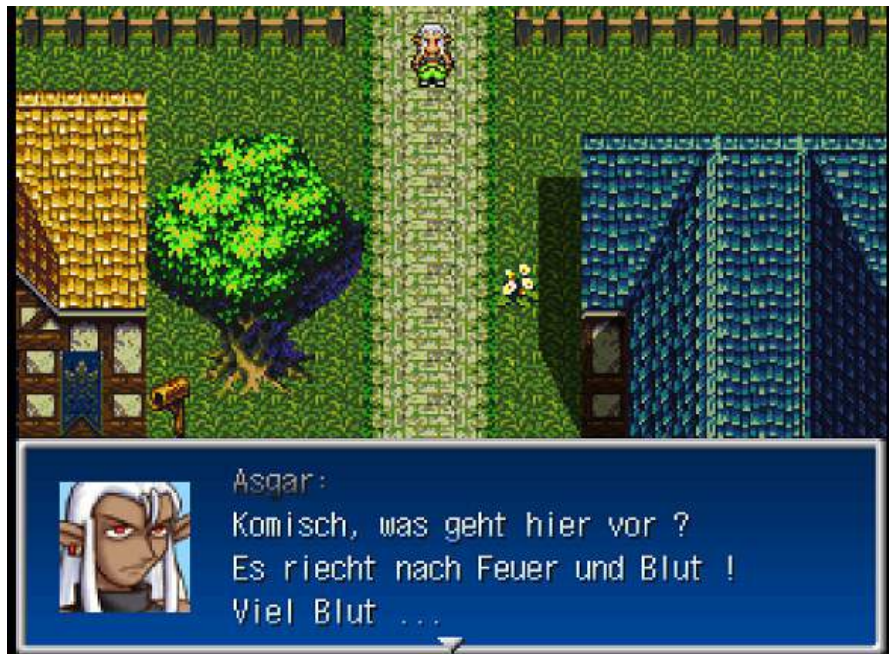 Asgar:
Komisch, was geht hier vor ?
Es riecht nach Feuer und Blut !
Viel Blut ...